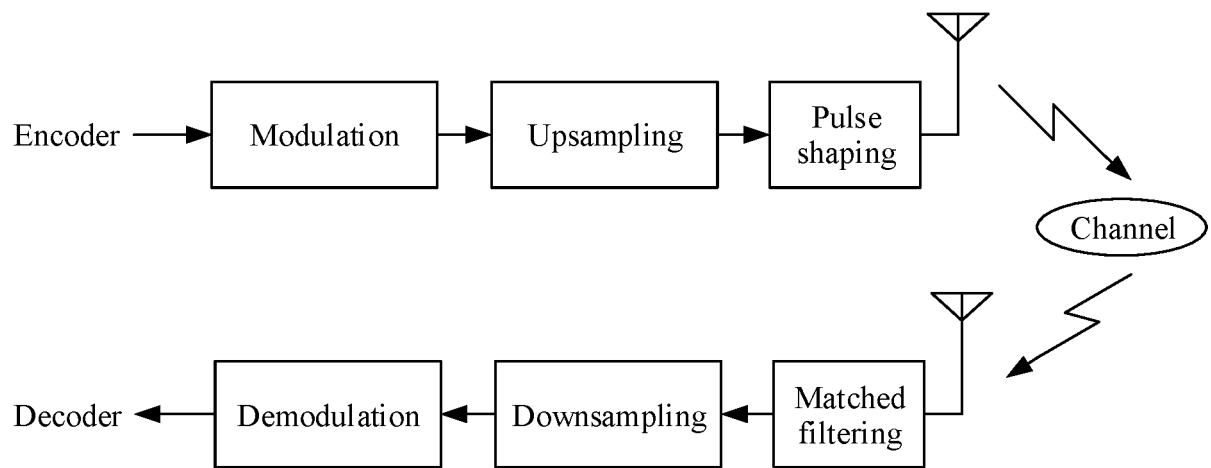 Encoder
Modulation
Upsampling
Pulse
shaping
Channel
Decoder
Demodulation
Downsampling
Matched
filtering